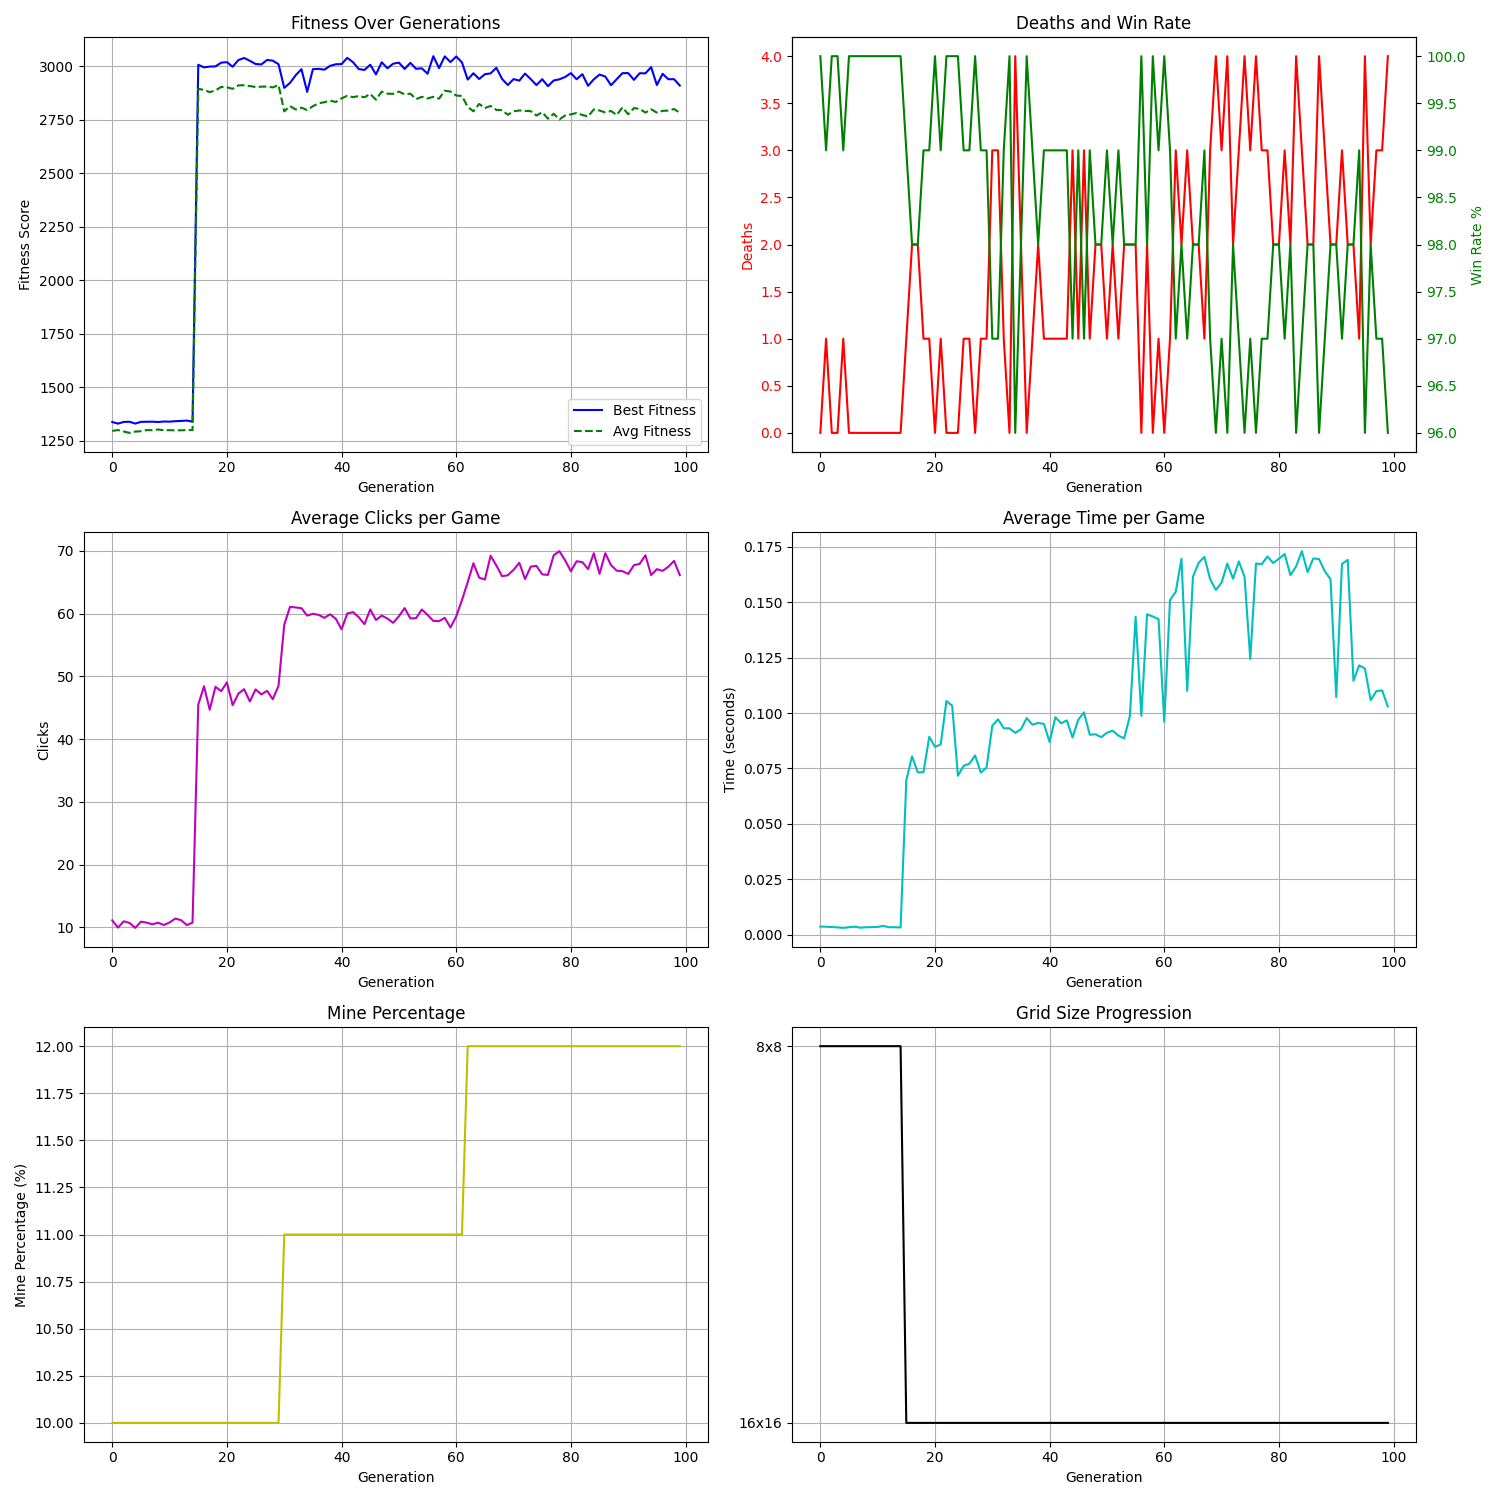 Fitness Over Generations
Fitness Score
3000
2750
2500
2250
2000
1750
1500
1250
Best Fitness
Avg Fitness
0 20 40 60 80 100
Generation
Deaths and Win Rate
Deaths
4.0
3.5
3.0
2.5
2.0
1.5
1.0
0.5
0.0
100.0
99.5
99.0
98.5
98.0
97.5
97.0
96.5
96.0
Win Rate %
0 20 40 60 80 100
Generation
Average Clicks per Game
Clicks
70
60
50
40
30
20
10
0 20 40 60 80 100
Generation
Average Time per Game
Time (seconds)
0.175
0.150
0.125
0.100
0.075
0.050
0.025
0.000
0 20 40 60 80 100
Generation
Mine Percentage
Mine Percentage (%)
12.00
11.75
11.50
11.25
11.00
10.75
10.50
10.25
10.00
0 20 40 60 80 100
Generation
Grid Size Progression
8x8
16x16
0 20 40 60 80 100
Generation